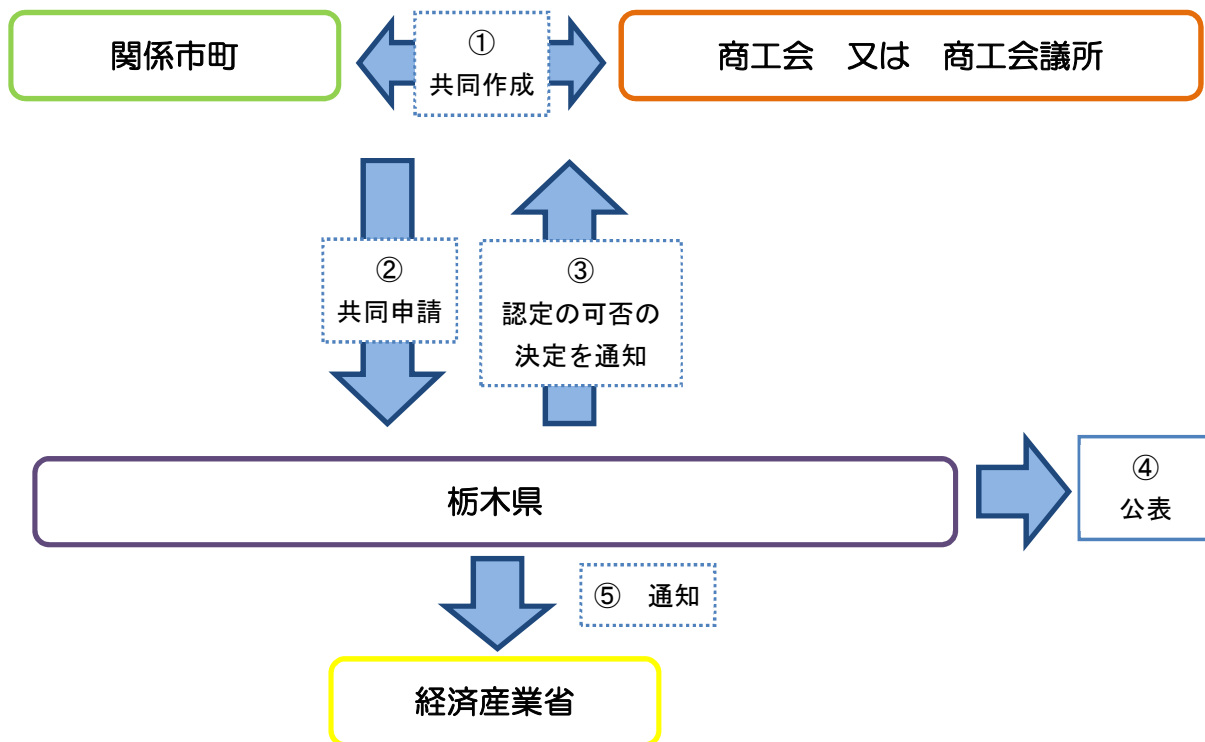 関係市町
①
共同作成
商工会　又は　商工会議所
②
共同申請
③
認定の可否の
決定を通知
栃木県
④
公表
⑤　通知
経済産業省